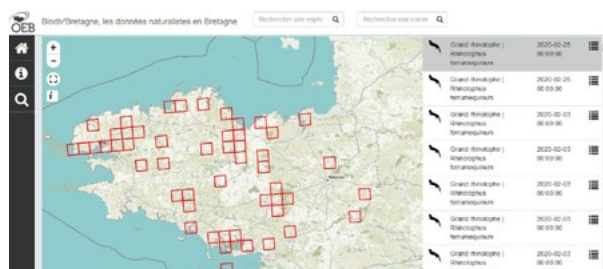 OEB
Biodiv'Bretagne, les données naturalistes en Bretagne
Rechercher une espèc
Rechercher une comm
Grand rhinolophe | 2020-02-25
Rhinolophus 00:00:00
ferrumequinum
Grand rhinolophe | 2020-02-25
Rhinolophus 00:00:00
ferrumequinum
Grand rhinolophe | 2020-02-03
Rhinolophus 00:00:00
ferrumequinum
Grand rhinolophe | 2020-02-03
Rhinolophus 00:00:00
ferrumequinum
Grand rhinolophe | 2020-02-03
Rhinolophus 00:00:00
ferrumequinum
Grand rhinolophe | 2020-02-03
Rhinolophus 00:00:00
ferrumequinum
Grand rhinolophe | 2020-02-03
Rhinolophus 00:00:00